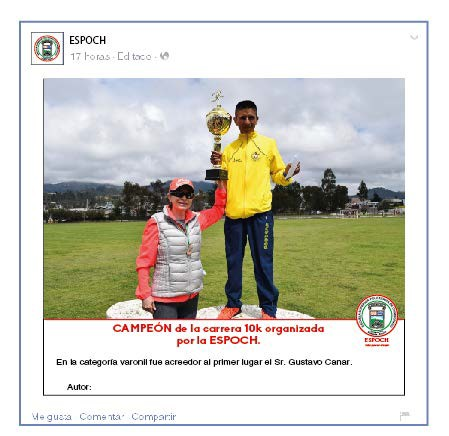 ESPOCH
17 horas · Editado ·
CAMPEÓN de la carrera 10k organizada
por la ESPOCH.
ESPOCH
En la categoría varonil fue acreedor al primer lugar el Sr. Gustavo Canar.
Autor:
Me gusta · Comentar · Compartir